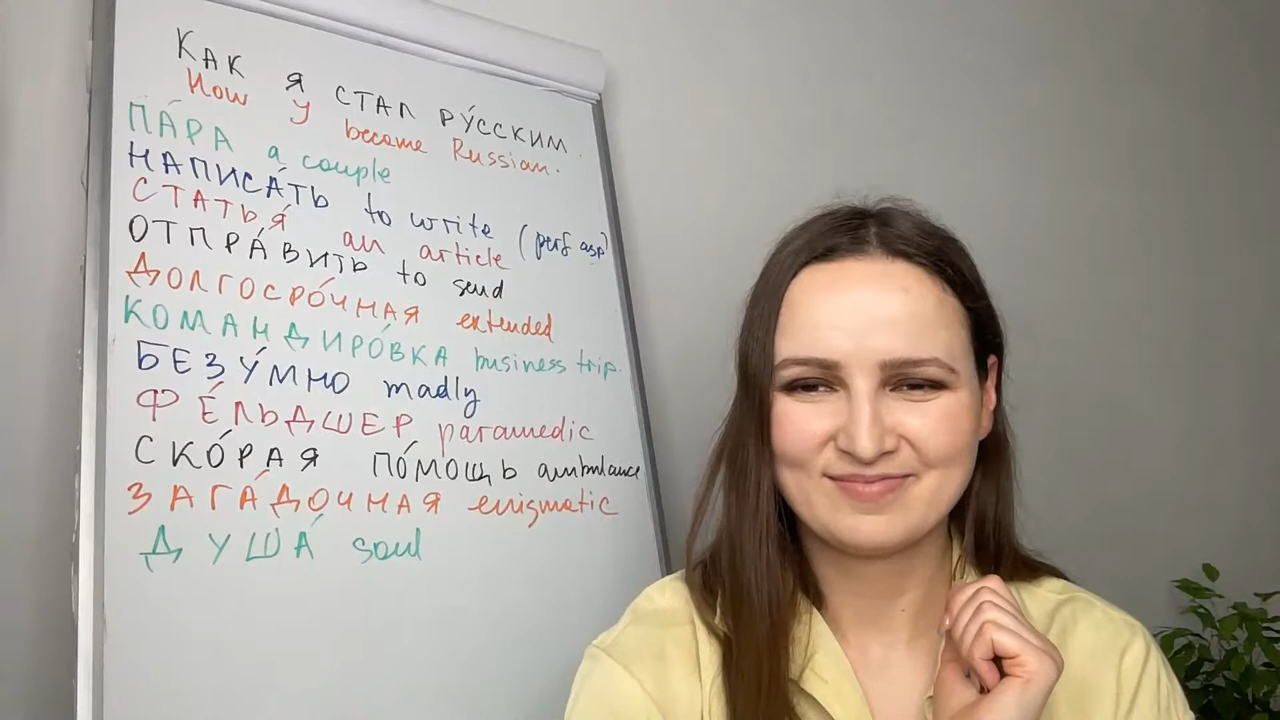 КАК Я СТАЛ РУ́ССКИМ.
How I became Russian.
ПА́РА a couple
НАПИСА́ТЬ to write (perf asp)
СТАТЬЯ́ an article
ОТПРА́ВИТЬ to send
ДОЛГОСРО́ЧНАЯ extended
КОМАНДИРО́ВКА business trip.
БЕЗУ́МНО madly
ФЕ́ЛЬДШЕР paramedic
СКО́РАЯ ПО́МОЩЬ ambulance
ЗАГА́ДОЧНАЯ enigmatic
ДУША́ soul